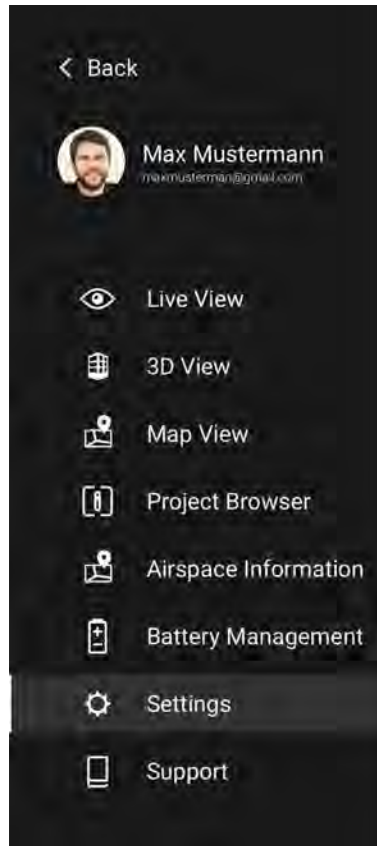 Back
Max Mustermann
maxmusterman@gmail.com
Live View
3D View
Map View
Project Browser
Airspace Information
Battery Management
Settings
Support